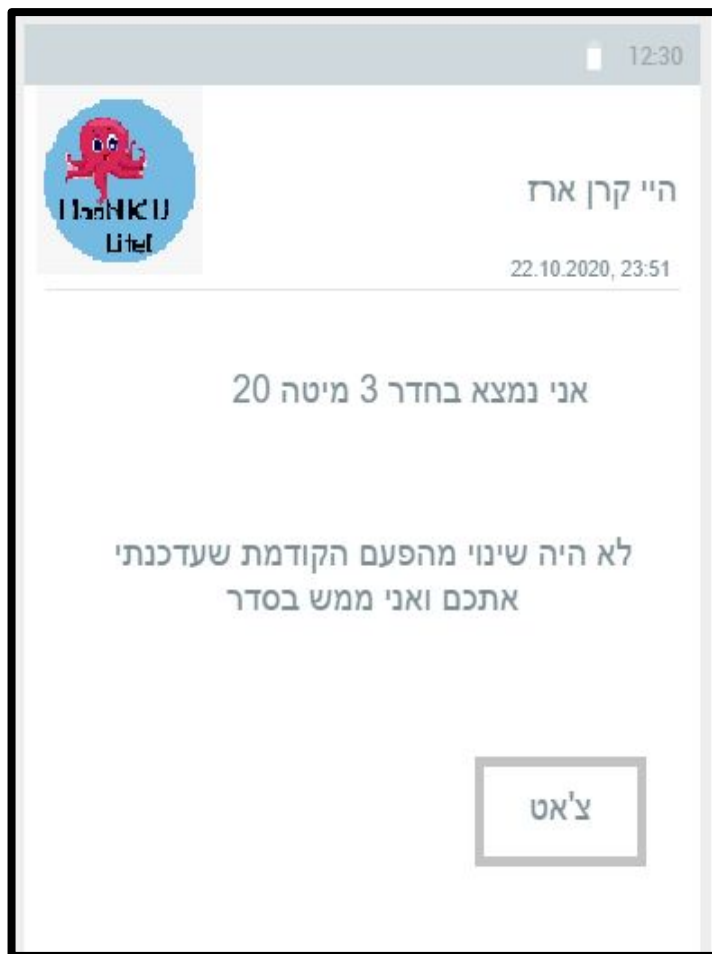 12:30
היי קרן ארז
22.10.2020, 23:51
אני נמצא בחדר 3 מיטה 20
לא היה שינוי מהפעם הקודמת שעדכנתי
אתכם ואני ממש בסדר
צ'אט